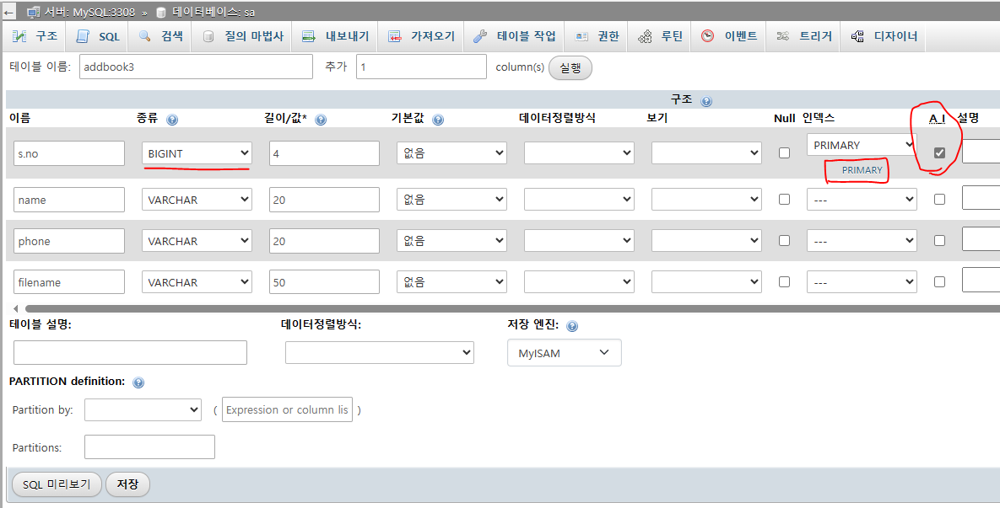 ← 서버: MySQL:3308 » 데이터베이스: sa
구조 SQL 검색 질의 마법사 내보내기 가져오기 테이블 작업 권한 루틴 이벤트 트리거 디자이너
테이블 이름: addbook3 추가 1 column(s) 실행
구조
이름 종류 길이/값* 기본값 데이터정렬방식 보기 Null 인덱스 A_I 설명
s.no BIGINT 4 없음 PRIMARY
PRIMARY
name VARCHAR 20 없음 ---
phone VARCHAR 20 없음 ---
filename VARCHAR 50 없음 ---
테이블 설명: 데이터정렬방식: 저장 엔진:
MyISAM
PARTITION definition:
Partition by: ( Expression or column lis )
Partitions:
SQL 미리보기 저장